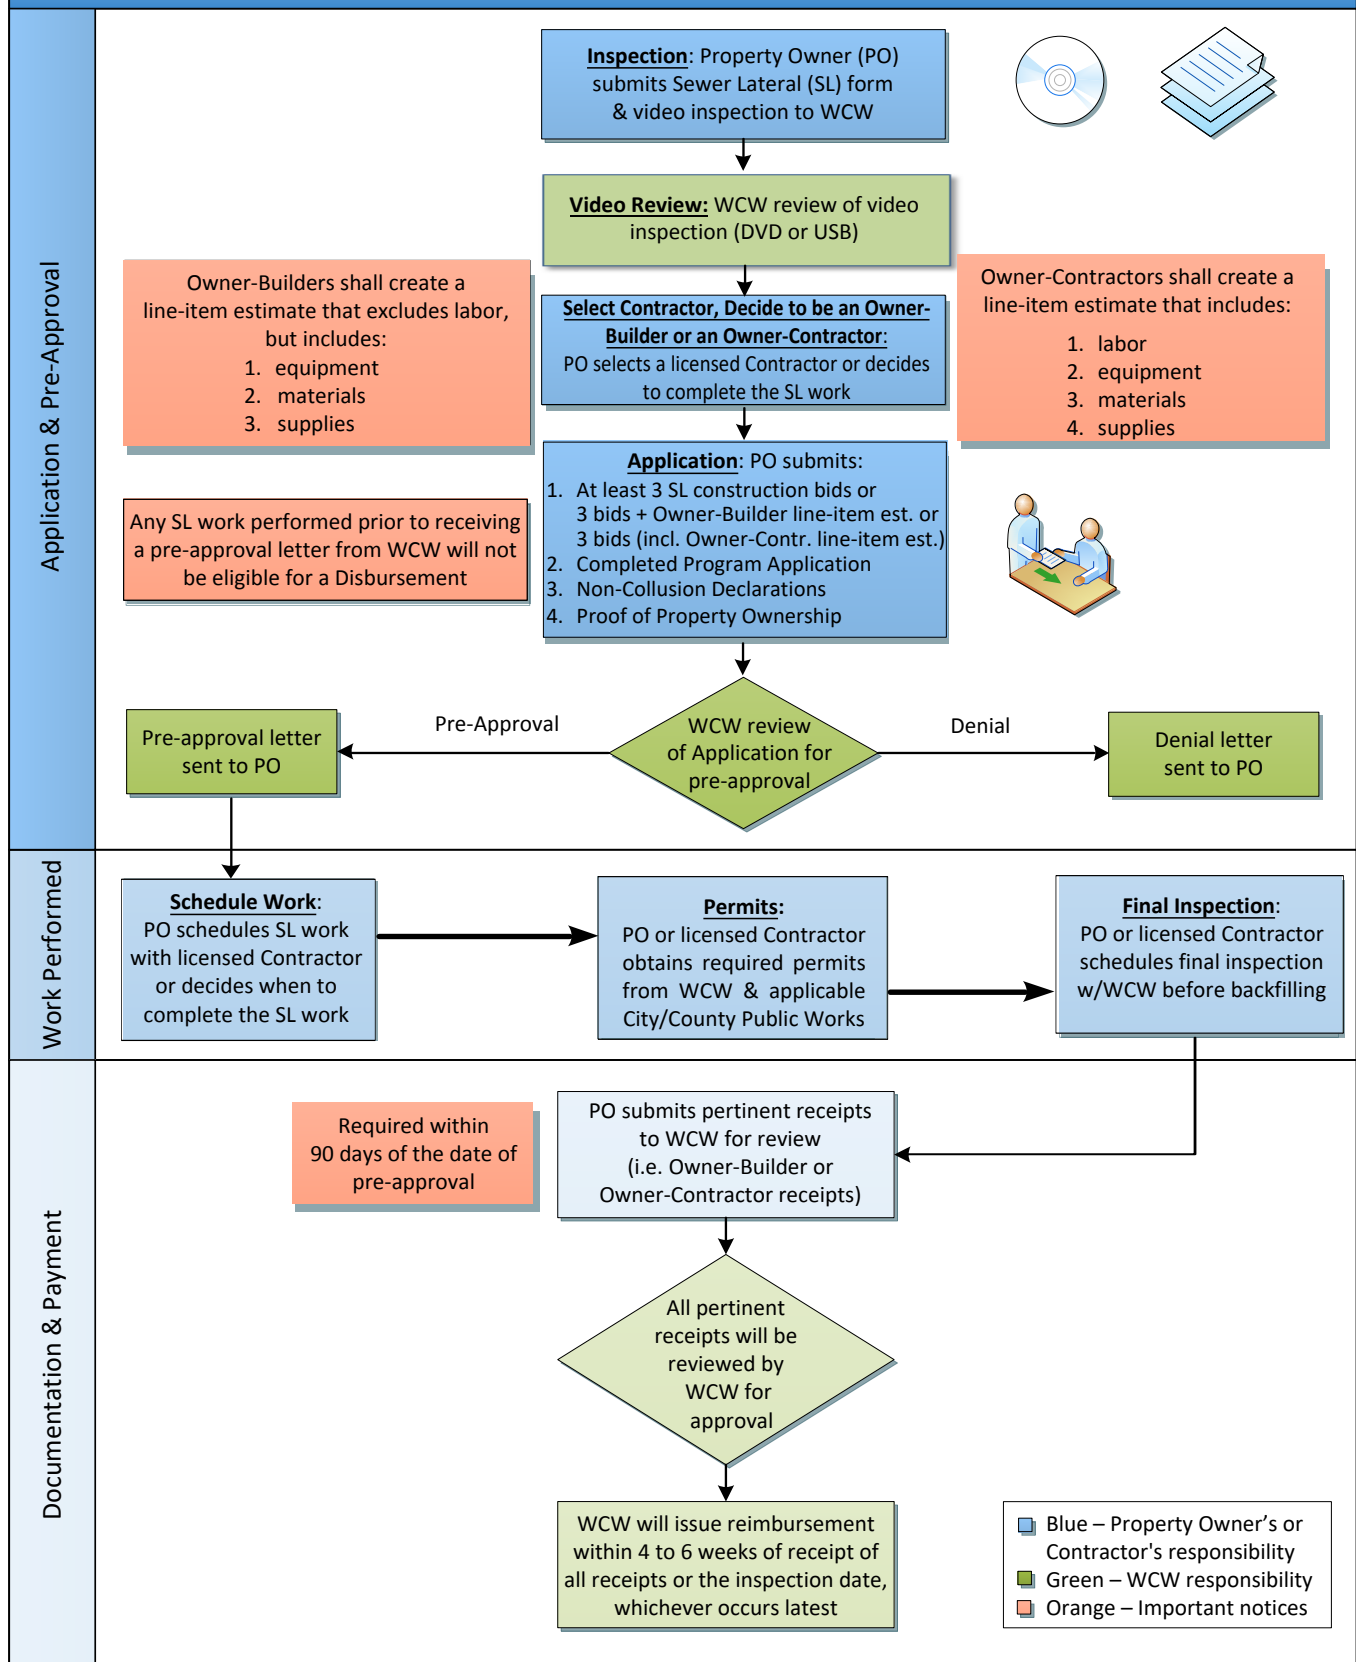 Application & Pre-Approval
Inspection: Property Owner (PO)
submits Sewer Lateral (SL) form
& video inspection to WCW
Video Review: WCW review of video
inspection (DVD or USB)
Owner-Builders shall create a
line-item estimate that excludes labor,
but includes:
1. equipment
2. materials
3. supplies
Select Contractor, Decide to be an Owner-
Builder or an Owner-Contractor:
PO selects a licensed Contractor or decides
to complete the SL work
Owner-Contractors shall create a
line-item estimate that includes:
1. labor
2. equipment
3. materials
4. supplies
Any SL work performed prior to receiving
a pre-approval letter from WCW will not
be eligible for a Disbursement
Application: PO submits:
1. At least 3 SL construction bids or
3 bids + Owner-Builder line-item est. or
3 bids (incl. Owner-Contr. line-item est.)
2. Completed Program Application
3. Non-Collusion Declarations
4. Proof of Property Ownership
Pre-approval letter
sent to PO
Pre-Approval
WCW review
of Application for
pre-approval
Denial
Denial letter
sent to PO
Work Performed
Schedule Work:
PO schedules SL work
with licensed Contractor
or decides when to
complete the SL work
Permits:
PO or licensed Contractor
obtains required permits
from WCW & applicable
City/County Public Works
Final Inspection:
PO or licensed Contractor
schedules final inspection
w/WCW before backfilling
Documentation & Payment
Required within
90 days of the date of
pre-approval
PO submits pertinent receipts
to WCW for review
(i.e. Owner-Builder or
Owner-Contractor receipts)
All pertinent
receipts will be
reviewed by
WCW for
approval
WCW will issue reimbursement
within 4 to 6 weeks of receipt of
all receipts or the inspection date,
whichever occurs latest
Blue – Property Owner’s or
Contractor's responsibility
Green – WCW responsibility
Orange – Important notices